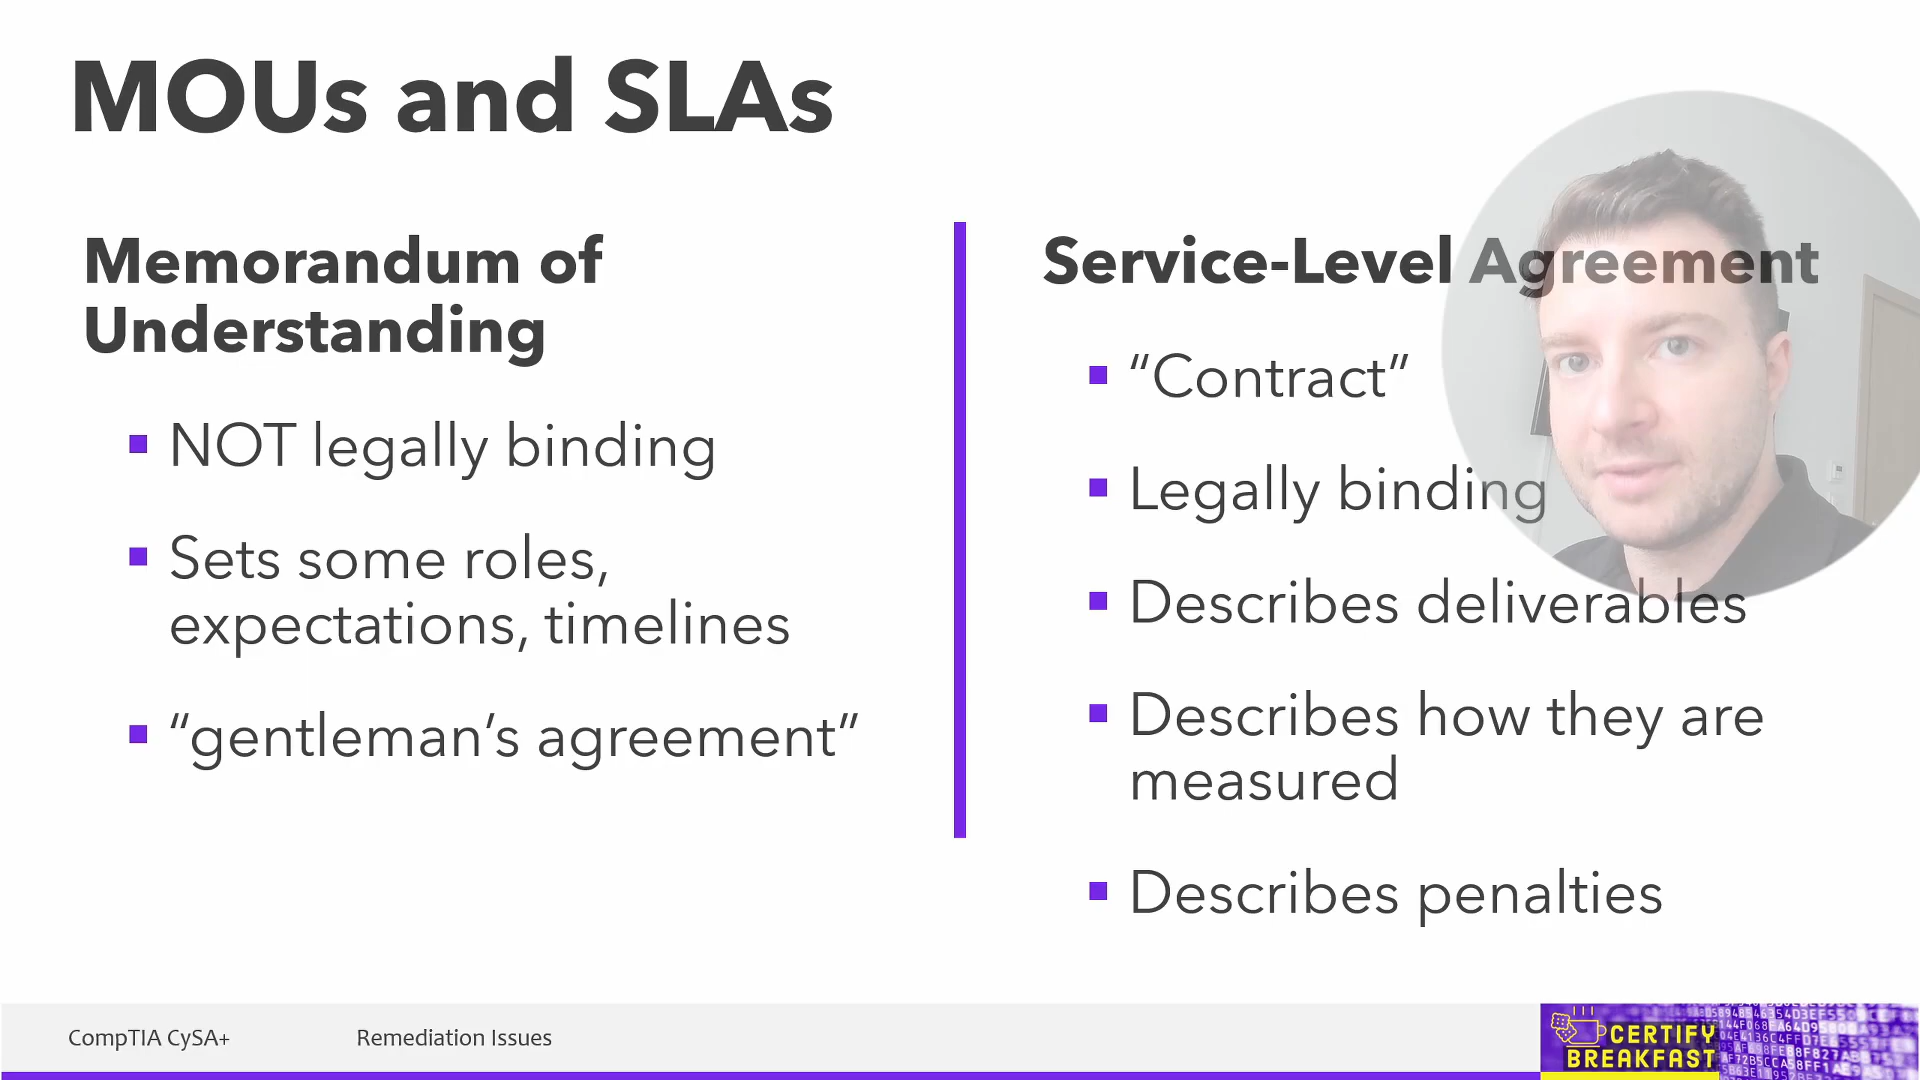 MOUs and SLAs
Memorandum of
Understanding
NOT legally binding
Sets some roles,
expectations, timelines
“gentleman’s agreement”
Service-Level Agreement
“Contract”
Legally binding
Describes deliverables
Describes how they are
measured
Describes penalties
CompTIA CySA+
Remediation Issues
CERTIFY
BREAKFAST